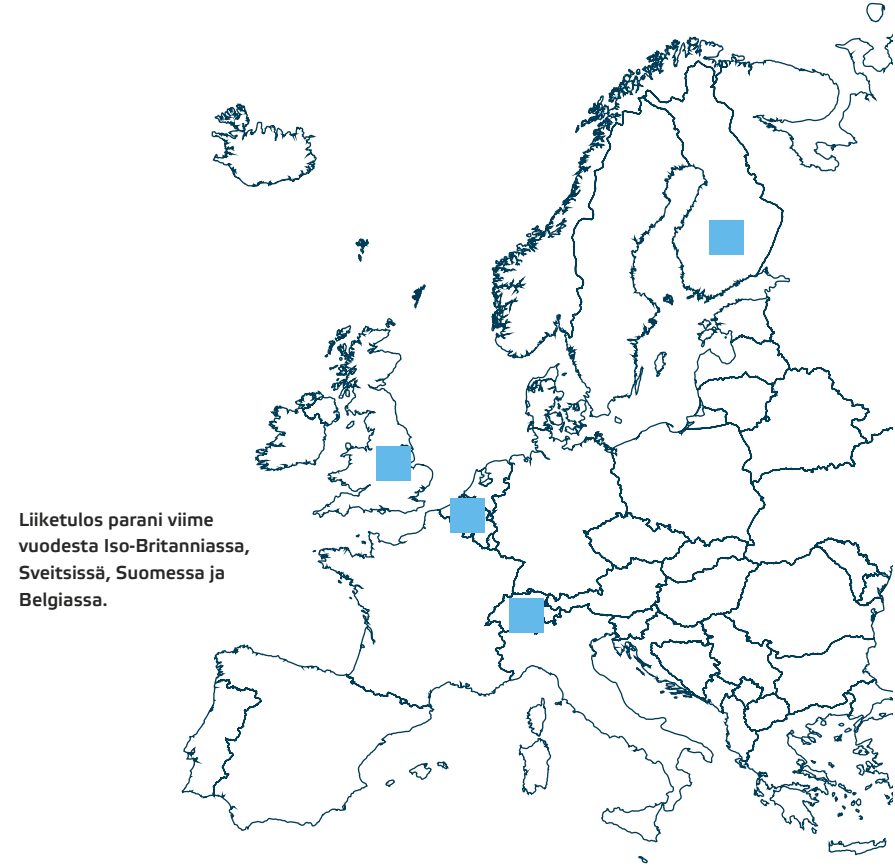 Liiketulos parani viime
vuodesta Iso-Britanniassa,
Sveitsissä, Suomessa ja
Belgiassa.